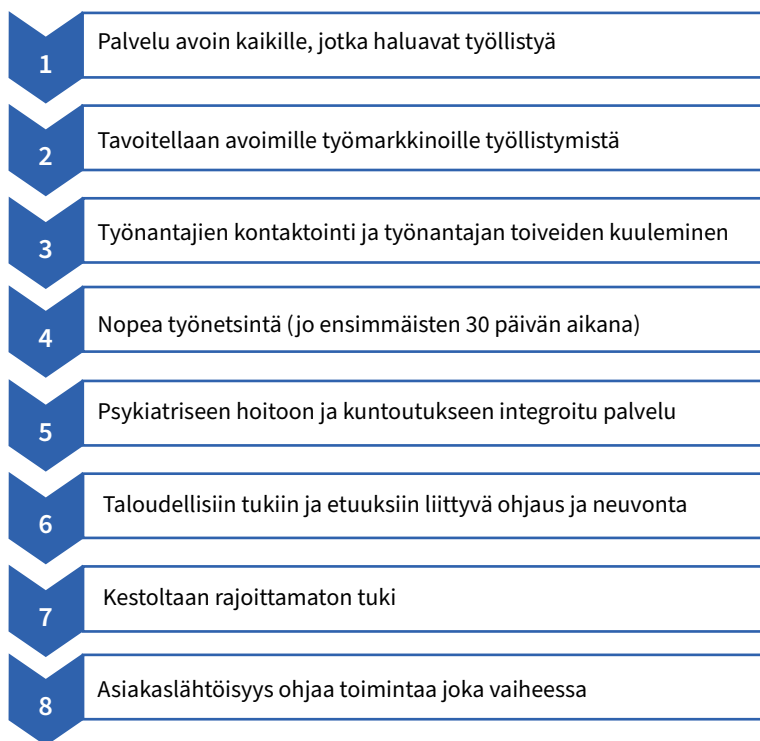 1 Palvelu avoin kaikille, jotka haluavat työllistyä
2 Tavoitellaan avoimille työmarkkinoille työllistymistä
3 Työnantajien kontaktointi ja työnantajan toiveiden kuuleminen
4 Nopea työnetsintä (jo ensimmäisten 30 päivän aikana)
5 Psykiatriseen hoitoon ja kuntoutukseen integroitu palvelu
6 Taloudellisiin tukiin ja etuuksiin liittyvä ohjaus ja neuvonta
7 Kestoltaan rajoittamaton tuki
8 Asiakaslähtöisyys ohjaa toimintaa joka vaiheessa